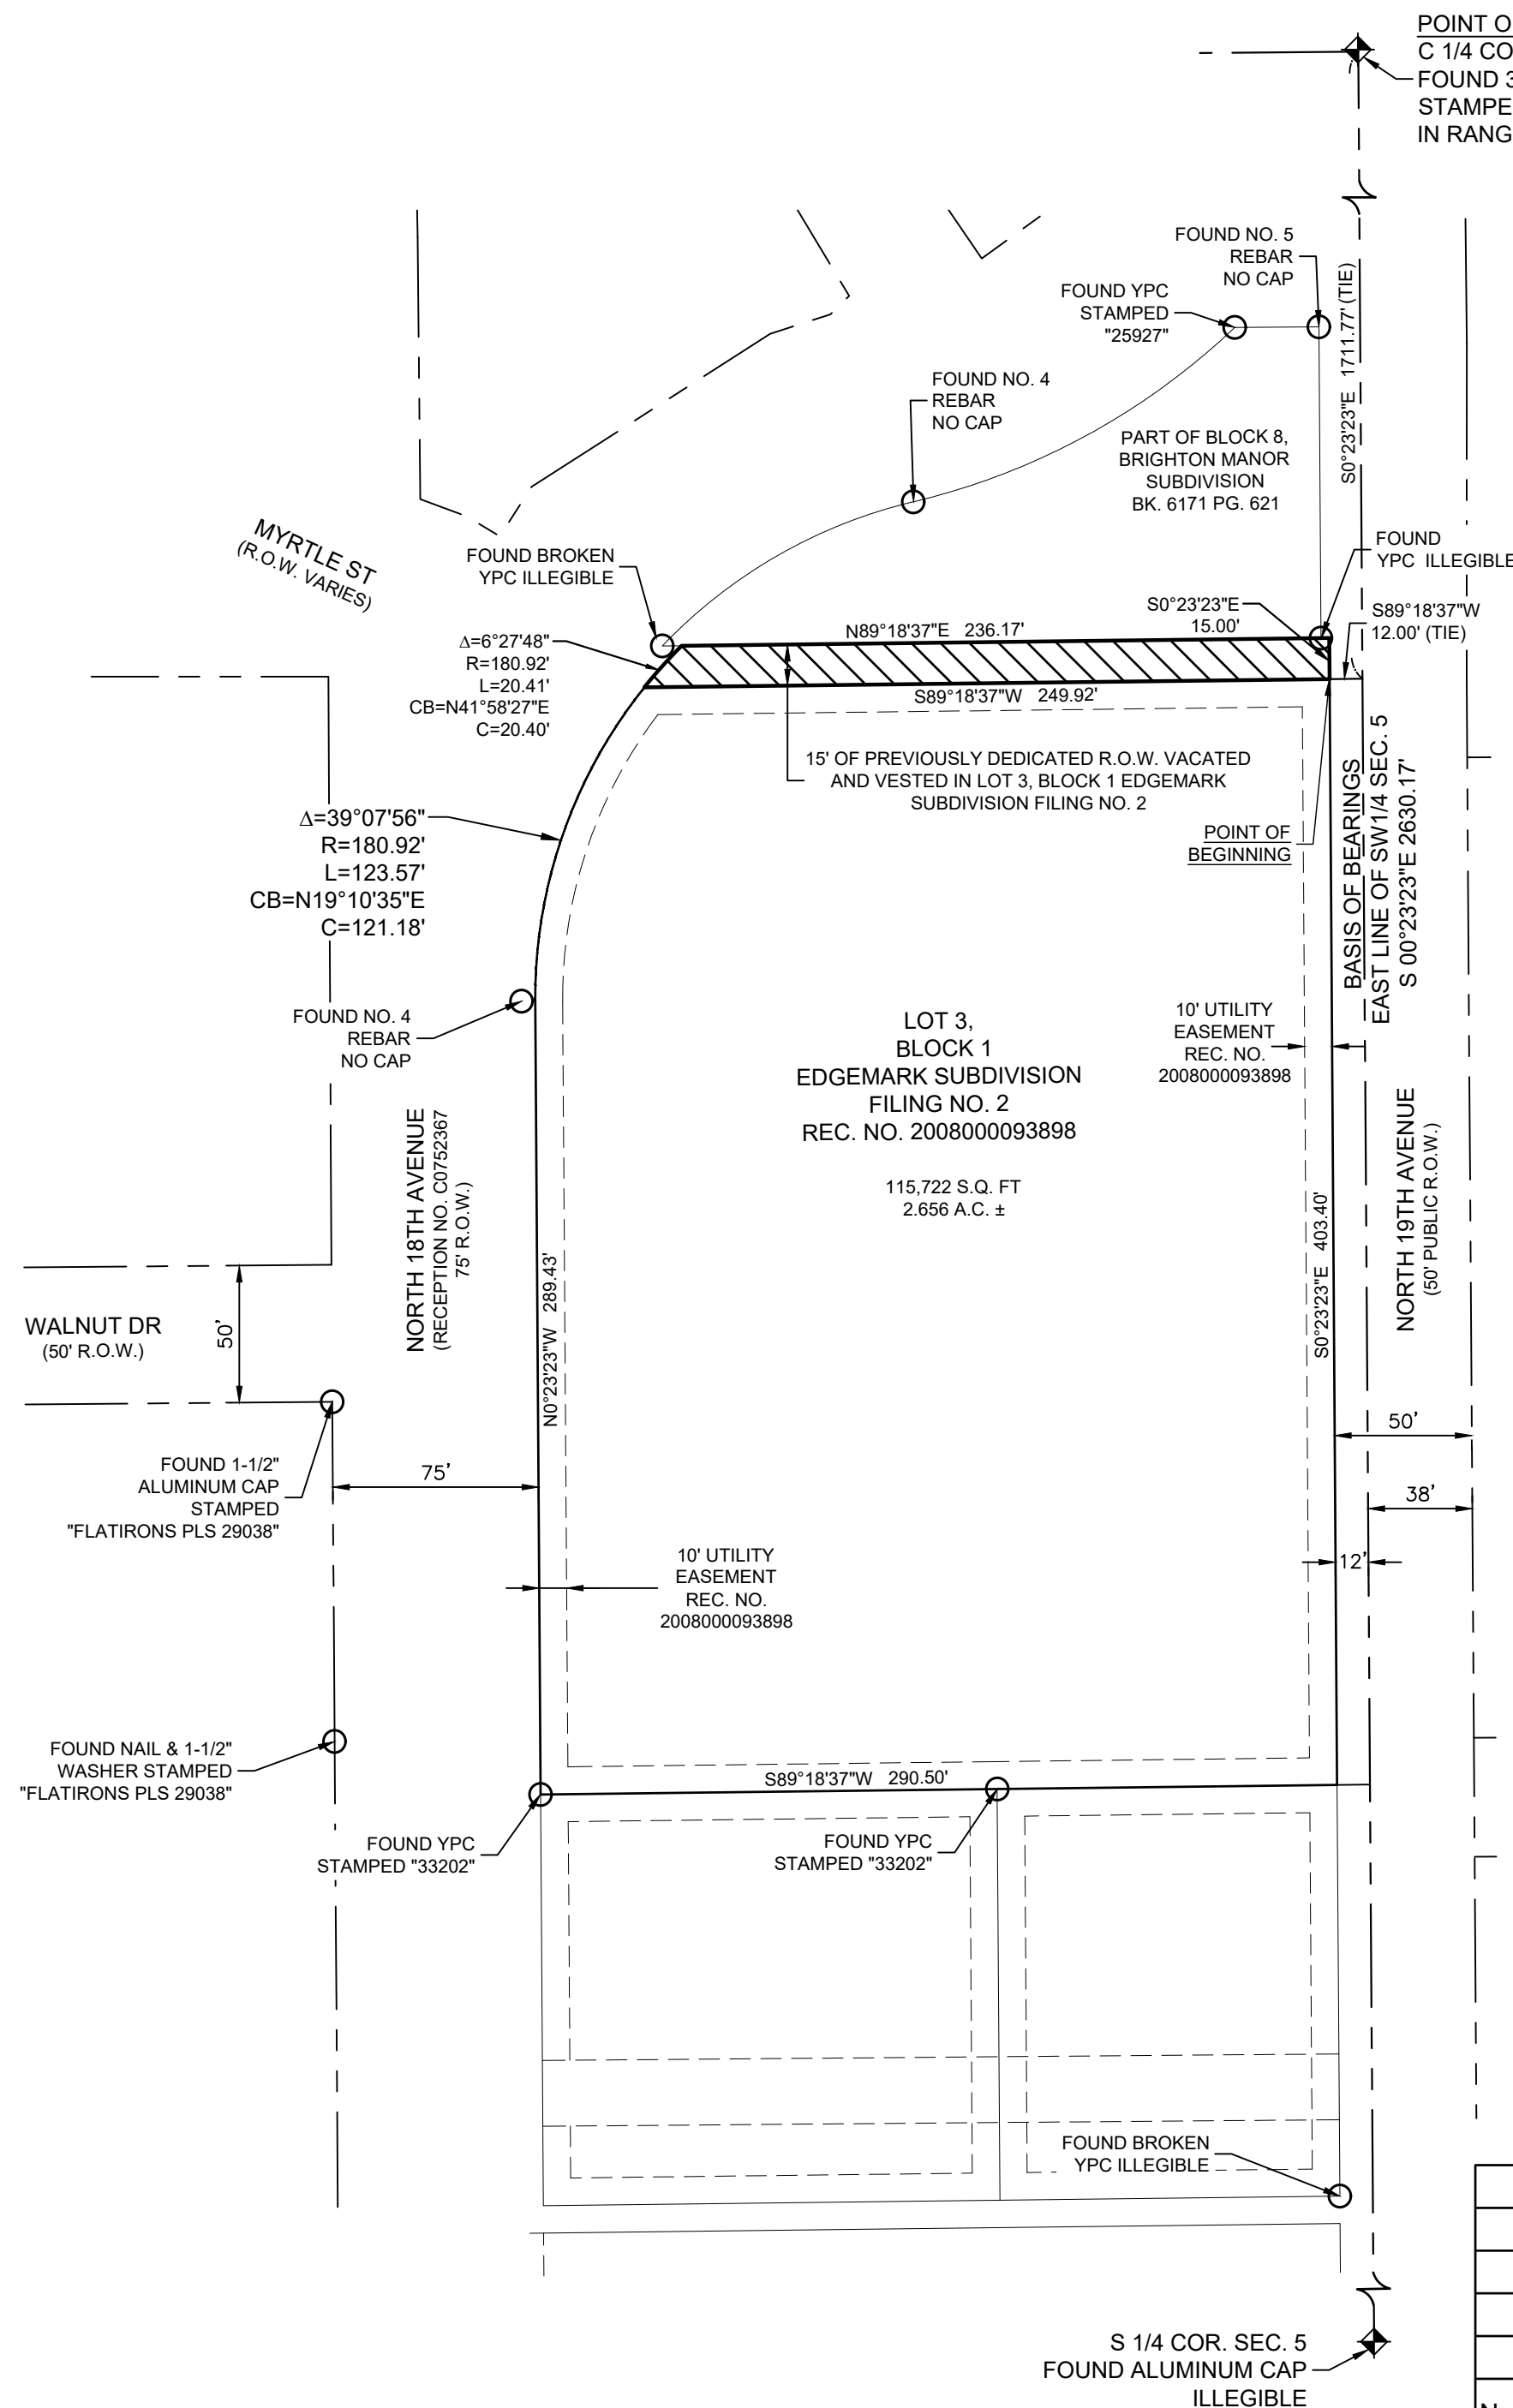 POINT O
C 1/4 CO
FOUND 3
STAMPE
IN RANG
FOUND NO. 5
REBAR
NO CAP
FOUND YPC
STAMPED
"25927"
S0°23'23"E 1711.77' (TIE)
FOUND NO. 4
REBAR
NO CAP
PART OF BLOCK 8,
BRIGHTON MANOR
SUBDIVISION
BK. 6171 PG. 621
MYRTLE ST
(R.O.W. VARIES)
FOUND BROKEN
YPC ILLEGIBLE
FOUND
YPC ILLEGIBLE
S0°23'23"E
15.00'
S89°18'37"W
12.00' (TIE)
N89°18'37"E 236.17'
Δ=6°27'48"
R=180.92'
L=20.41'
CB=N41°58'27"E
C=20.40'
S89°18'37"W 249.92'
15' OF PREVIOUSLY DEDICATED R.O.W. VACATED
AND VESTED IN LOT 3, BLOCK 1 EDGEMARK
SUBDIVISION FILING NO. 2
Δ=39°07'56"
R=180.92'
L=123.57'
CB=N19°10'35"E
C=121.18'
POINT OF
BEGINNING
BASIS OF BEARINGS
EAST LINE OF SW1/4 SEC. 5
S 00°23'23"E 2630.17'
FOUND NO. 4
REBAR
NO CAP
LOT 3,
BLOCK 1
EDGEMARK SUBDIVISION
FILING NO. 2
REC. NO. 2008000093898
115,722 S.Q. FT
2.656 A.C. ±
10' UTILITY
EASEMENT
REC. NO.
2008000093898
NORTH 18TH AVENUE
(RECEPTION NO. C0752367
75' R.O.W.)
NORTH 19TH AVENUE
(50' PUBLIC R.O.W.)
N0°23'23"W 289.43'
S0°23'23"E 403.40'
WALNUT DR
(50' R.O.W.)
50'
50'
75'
38'
12'
FOUND 1-1/2"
ALUMINUM CAP
STAMPED
"FLATIRONS PLS 29038"
10' UTILITY
EASEMENT
REC. NO.
2008000093898
FOUND NAIL & 1-1/2"
WASHER STAMPED
"FLATIRONS PLS 29038"
S89°18'37"W 290.50'
FOUND YPC
STAMPED "33202"
FOUND YPC
STAMPED "33202"
FOUND BROKEN
YPC ILLEGIBLE
S 1/4 COR. SEC. 5
FOUND ALUMINUM CAP
ILLEGIBLE